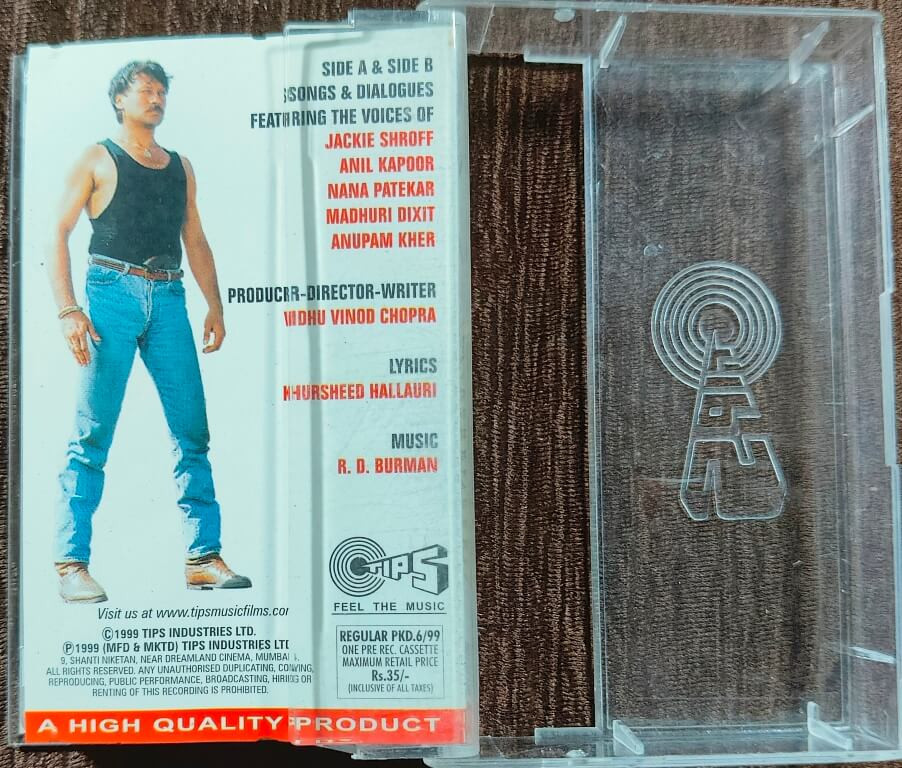 SIDE A & SIDE B
SONGS & DIALOGUES
FEATURING THE VOICES OF
JACKIE SHROFF
ANIL KAPOOR
NANA PATEKAR
MADHURI DIXIT
ANUPAM KHER
PRODUCER-DIRECTOR-WRITER
VIDHU VINOD CHOPRA
LYRICS
KHURSHEED HALLAURI
MUSIC
R. D. BURMAN
TIPS
FEEL THE MUSIC
Visit us at www.tipsmusicfilms.com
©1999 TIPS INDUSTRIES LTD.
℗1999 (MFD & MKTD) TIPS INDUSTRIES LTD
9, SHANTI NIKETAN, NEAR DREAMLAND CINEMA, MUMBAI 4.
ALL RIGHTS RESERVED. ANY UNAUTHORISED DUPLICATING, COPYING,
REPRODUCING, PUBLIC PERFORMANCE, BROADCASTING, HIRING OR
RENTING OF THIS RECORDING IS PROHIBITED.
REGULAR PKD.6/99
ONE PRE REC. CASSETTE
MAXIMUM RETAIL PRICE
Rs.35/-
(INCLUSIVE OF ALL TAXES)
A HIGH QUALITY PRODUCT
TIPS